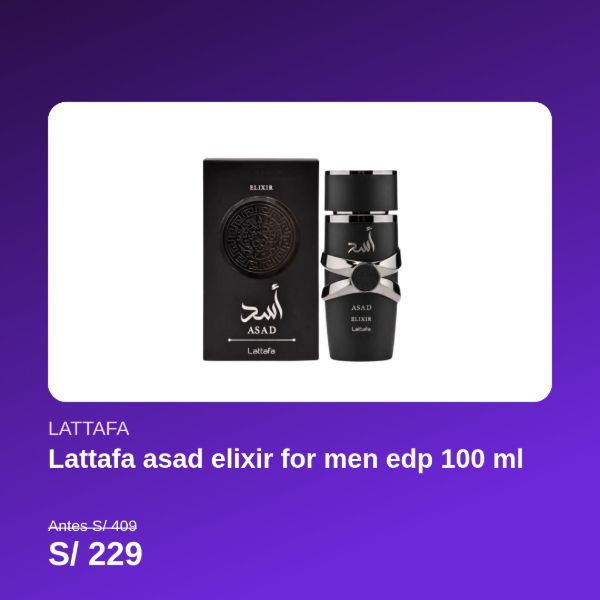 ELIXIR
أسد
ASAD
Lattafa
أسد
ASAD
ELIXIR
Lattafa
LATTAFA
Lattafa asad elixir for men edp 100 ml
Antes S/ 409
S/ 229